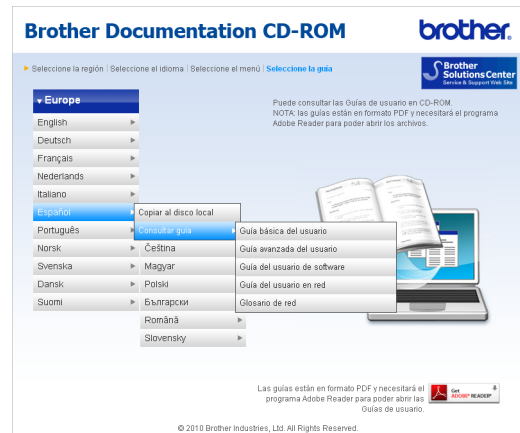 Brother Documentation CD-ROM
brother.
Seleccione la región | Seleccione el idioma | Seleccione el menú | Seleccione la guía
Brother
Solutions Center
Service & Support Web Site
Europe
Puede consultar las Guías de usuario en CD-ROM.
NOTA: las guías están en formato PDF y necesitará el programa
Adobe Reader para poder abrir los archivos.
English
Deutsch
Français
Nederlands
Italiano
Español
Copiar al disco local
Português
Consultar guía
Guía básica del usuario
Norsk
Čeština
Guía avanzada del usuario
Svenska
Magyar
Guía del usuario de software
Dansk
Polski
Guía del usuario en red
Suomi
Български
Glosario de red
Română
Slovensky
Las guías están en formato PDF y necesitará el
programa Adobe Reader para poder abrir las
Guías de usuario.
Get
ADOBE® READER®
© 2010 Brother Industries, Ltd. All Rights Reserved.